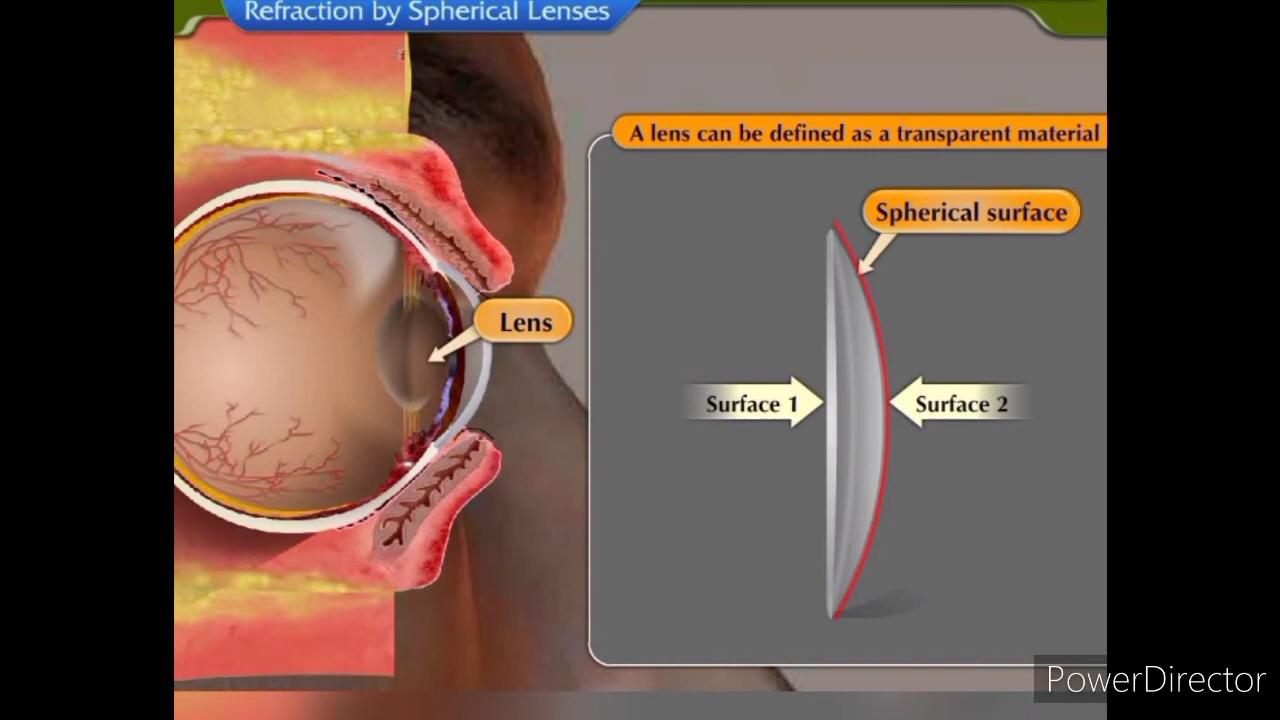 Refraction by Spherical Lenses
A lens can be defined as a transparent material
Spherical surface
Lens
Surface 1
Surface 2
PowerDirector